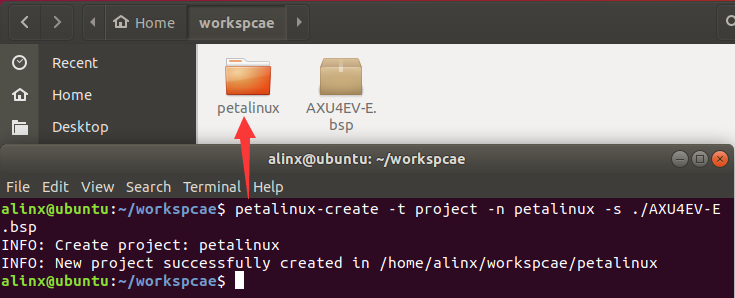 Home workspcae
Recent
Home
Desktop
petalinux
AXU4EV-E.
bsp
alinx@ubuntu: ~/workspcae
File Edit View Search Terminal Help
alinx@ubuntu:~/workspcae$ petalinux-create -t project -n petalinux -s ./AXU4EV-E
.bsp
INFO: Create project: petalinux
INFO: New project successfully created in /home/alinx/workspcae/petalinux
alinx@ubuntu:~/workspcae$